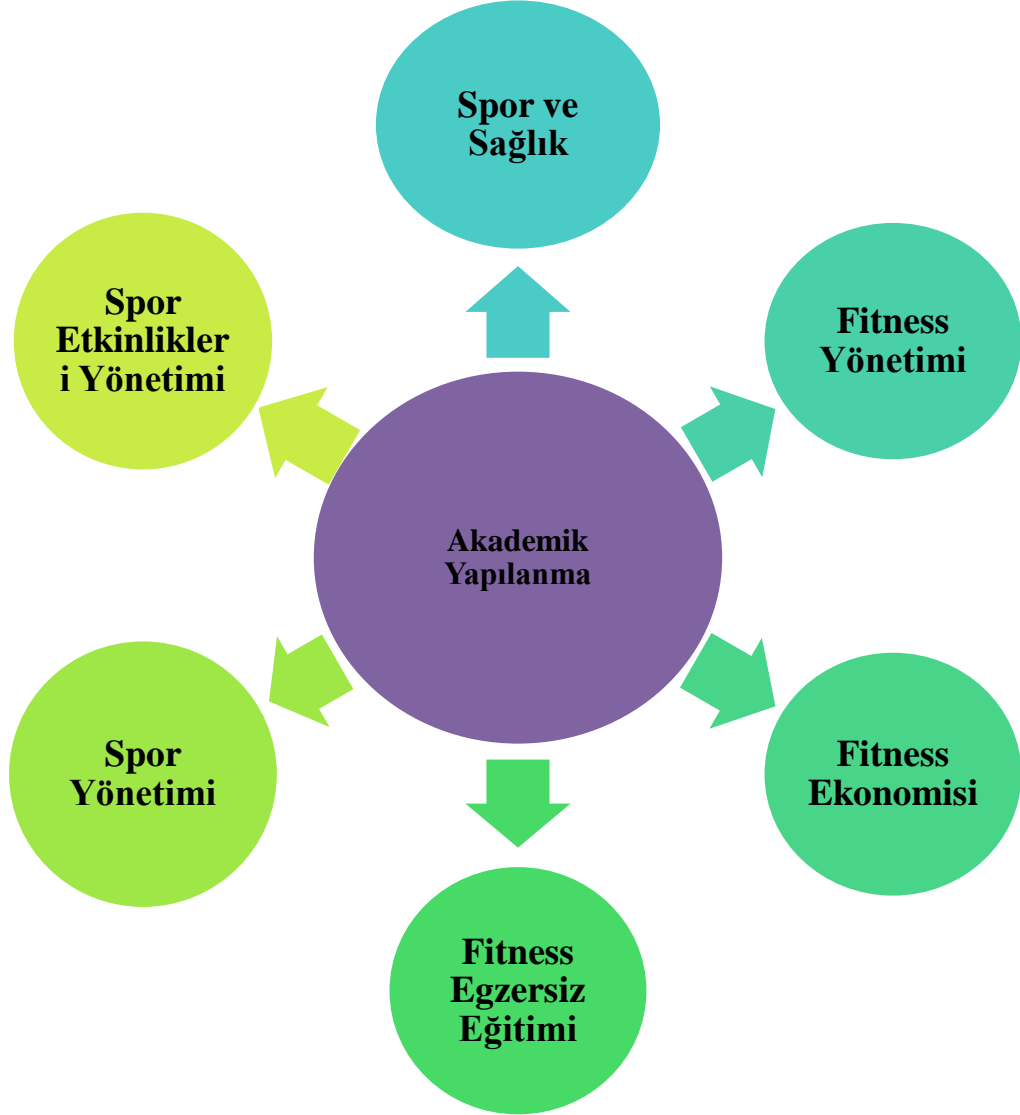 Spor ve
Sağlık
Fitness
Yönetimi
Fitness
Ekonomisi
Fitness
Egzersiz
Eğitimi
Spor
Yönetimi
Spor
Etkinlikler
i Yönetimi
Akademik
Yapılanma